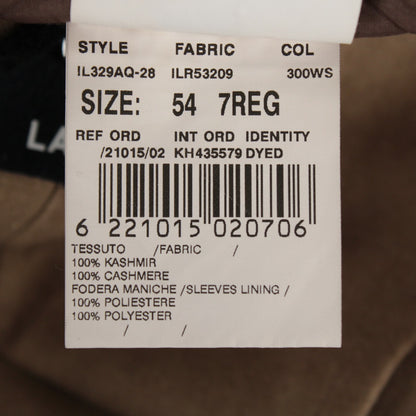 STYLE FABRIC COL
IL329AQ-28 ILR53209 300WS
SIZE: 54 7REG
REF ORD INT ORD IDENTITY
/21015/02 KH435579 DYED
6 221015 020706
TESSUTO /FABRIC /
100% KASHMIR
100% CASHMERE
FODERA MANICHE /SLEEVES LINING /
100% POLIESTERE
100% POLYESTER
/ /
LA